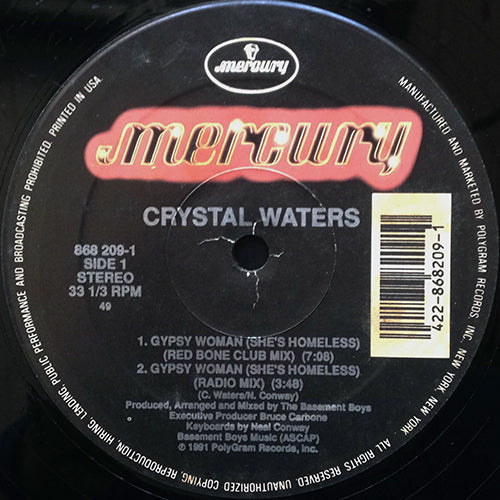 mercury
mercury
CRYSTAL WATERS
868 209-1
SIDE 1
STEREO
33 1/3 RPM
49
422-868209-1
1. GYPSY WOMAN (SHE'S HOMELESS)
(RED BONE CLUB MIX) (7:08)
2. GYPSY WOMAN (SHE'S HOMELESS)
(RADIO MIX) (3:48)
(C. Waters/N. Conway)
Produced, Arranged and Mixed by The Basement Boys
Executive Producer Bruce Carbone
Keyboards by Neal Conway
Basement Boys Music (ASCAP)
℗ © 1991 PolyGram Records, Inc.
MANUFACTURED AND MARKETED BY POLYGRAM RECORDS, INC. NEW YORK, NEW YORK. ALL RIGHTS RESERVED. UNAUTHORIZED COPYING, REPRODUCTION, HIRING, LENDING, PUBLIC PERFORMANCE AND BROADCASTING PROHIBITED. PRINTED IN USA.